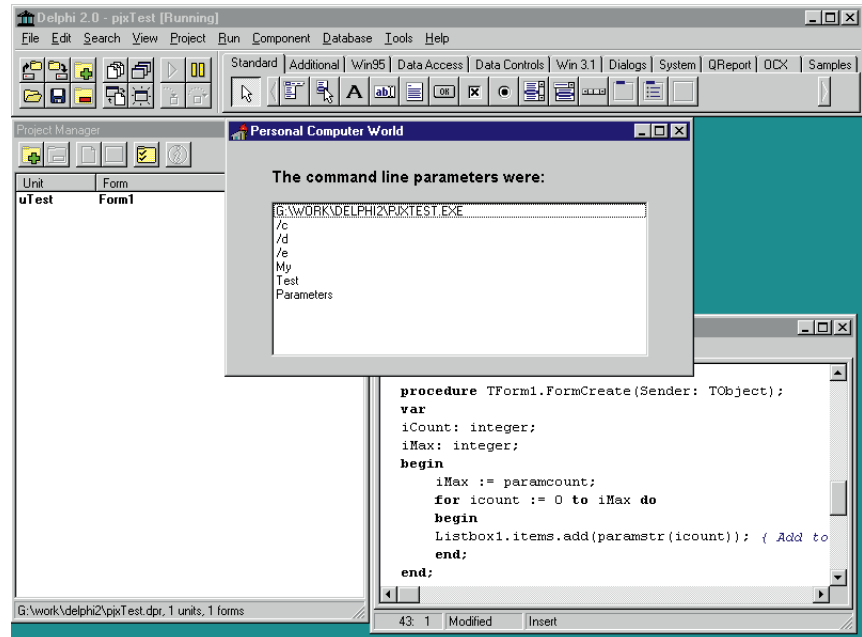 Delphi 2.0 - pjxTest [Running]
File Edit Search View Project Run Component Database Tools Help
Standard Additional Win95 Data Access Data Controls Win 3.1 Dialogs System QReport OCX Samples
Project Manager
Unit Form
uTest Form1
Personal Computer World
The command line parameters were:
G:\WORK\DELPHI2\PJXTEST.EXE
/c
/d
/e
My
Test
Parameters
procedure TForm1.FormCreate(Sender: TObject);
var
iCount: integer;
iMax: integer;
begin
iMax := paramcount;
for icount := 0 to iMax do
begin
Listbox1.items.add(paramstr(icount)); { Add to
end;
end;
G:\work\delphi2\pjxTest.dpr, 1 units, 1 forms
43: 1 Modified Insert